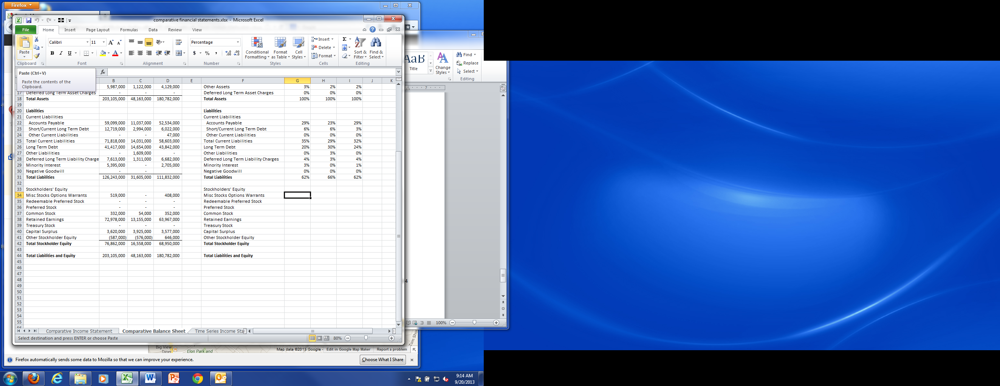 Firefox
comparative financial statements.xlsx - Microsoft Excel
File Home Insert Page Layout Formulas Data Review View
Calibri 11 Percentage Insert Σ Find
Paste B I U A $ % , Conditional Formatting Format as Table Cell Styles Delete Format Sort & Filter Find & Select AaB Title Change Styles Replace Select
Clipboard Font Alignment Number Styles Cells Editing Editing
Paste (Ctrl+V) fx
Paste the contents of the
Clipboard.
B C D E F G H I J K
5,987,000 1,122,000 4,129,000 Other Assets 3% 2% 2%
17 Deferred Long Term Asset Charges - - - Deferred Long Term Asset Charges 0% 0% 0%
18 Total Assets 203,105,000 48,163,000 180,782,000 Total Assets 100% 100% 100%
19
20 Liabilities Liabilities
21 Current Liabilities Current Liabilities
22 Accounts Payable 59,099,000 11,037,000 52,534,000 Accounts Payable 29% 23% 29%
23 Short/Current Long Term Debt 12,719,000 2,994,000 6,022,000 Short/Current Long Term Debt 6% 6% 3%
24 Other Current Liabilities - - 47,000 Other Current Liabilities 0% 0% 0%
25 Total Current Liabilities 71,818,000 14,031,000 58,603,000 Total Current Liabilities 35% 29% 32%
26 Long Term Debt 41,417,000 14,654,000 43,842,000 Long Term Debt 20% 30% 24%
27 Other Liabilities - 1,609,000 - Other Liabilities 0% 3% 0%
28 Deferred Long Term Liability Charge 7,613,000 1,311,000 6,682,000 Deferred Long Term Liability Charges 4% 3% 4%
29 Minority Interest 5,395,000 - 2,705,000 Minority Interest 3% 0% 1%
30 Negative Goodwill - - Negative Goodwill 0% 0% 0%
31 Total Liabilities 126,243,000 31,605,000 111,832,000 Total Liabilities 62% 66% 62%
32
33 Stockholders' Equity Stockholders' Equity
34 Misc Stocks Options Warrants 519,000 - 408,000 Misc Stocks Options Warrants
35 Redeemable Preferred Stock - - - Redeemable Preferred Stock
36 Preferred Stock - - - Preferred Stock
37 Common Stock 332,000 54,000 352,000 Common Stock
38 Retained Earnings 72,978,000 13,155,000 63,967,000 Retained Earnings
39 Treasury Stock - - - Treasury Stock
40 Capital Surplus 3,620,000 3,925,000 3,577,000 Capital Surplus
41 Other Stockholder Equity (587,000) (576,000) 646,000 Other Stockholder Equity
42 Total Stockholder Equity 76,862,000 16,558,000 68,950,000 Total Stockholder Equity
43
44 Total Liabilities and Equity 203,105,000 48,163,000 180,782,000 Total Liabilities and Equity
45
46
47
48
49
50
51
52
53
54
55
Comparative Income Statement Comparative Balance Sheet Time Series Income Sta
Select destination and press ENTER or choose Paste 80%
7
4
100%
Tom Shor
Big View
Diner
Elon Park and
Map data ©2013 Google - Edit in Google Map Maker Report a problem
Firefox automatically sends some data to Mozilla so that we can improve your experience. Choose What I Share
9:14 AM
9/20/2013